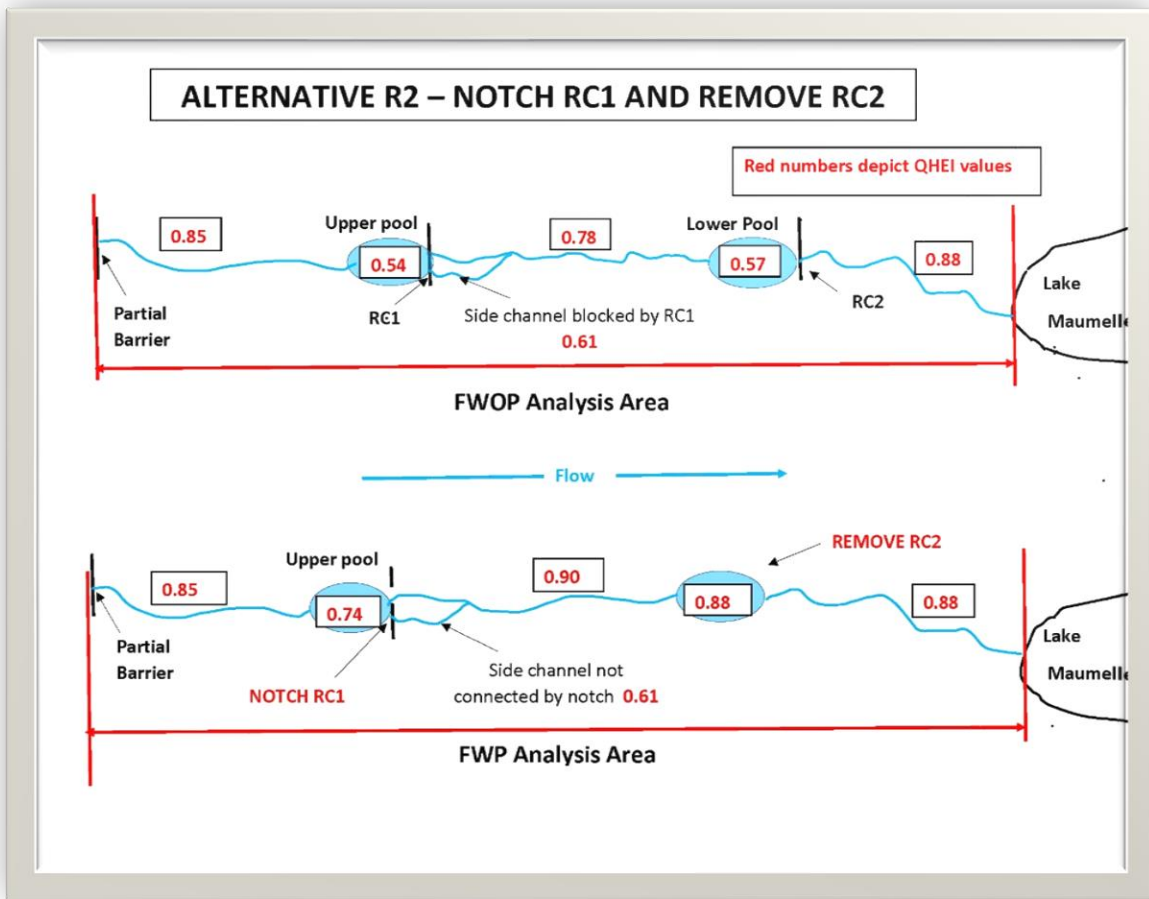 ALTERNATIVE R2 – NOTCH RC1 AND REMOVE RC2
Red numbers depict QHEI values
Upper pool
Lower Pool
0.85
0.54
0.78
0.57
0.88
Partial
Barrier
RC1
Side channel blocked by RC1
0.61
RC2
Lake
Maumelle
FWOP Analysis Area
Flow
REMOVE RC2
Upper pool
0.85
0.74
0.90
0.88
0.88
Partial
Barrier
NOTCH RC1
Side channel not
connected by notch 0.61
Lake
Maumelle
FWP Analysis Area